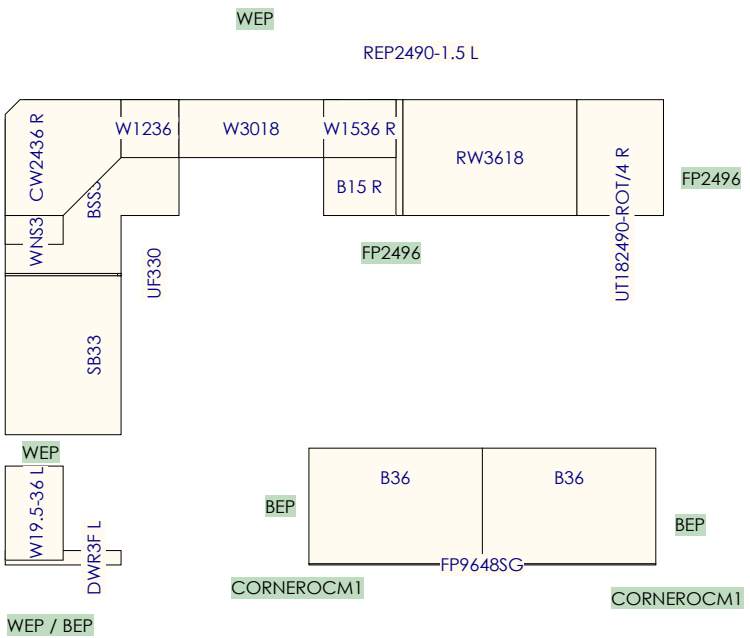 WEP
REP2490-1.5 L
CW2436 R
W1236
W3018
W1536 R
RW3618
UT182490-ROT/4 R
FP2496
B15 R
BSS3
WNS3
FP2496
UF330
SB33
WEP
W19.5-36 L
DWR3F L
WEP / BEP
B36
B36
BEP
BEP
FP9648SG
CORNEROCM1
CORNEROCM1